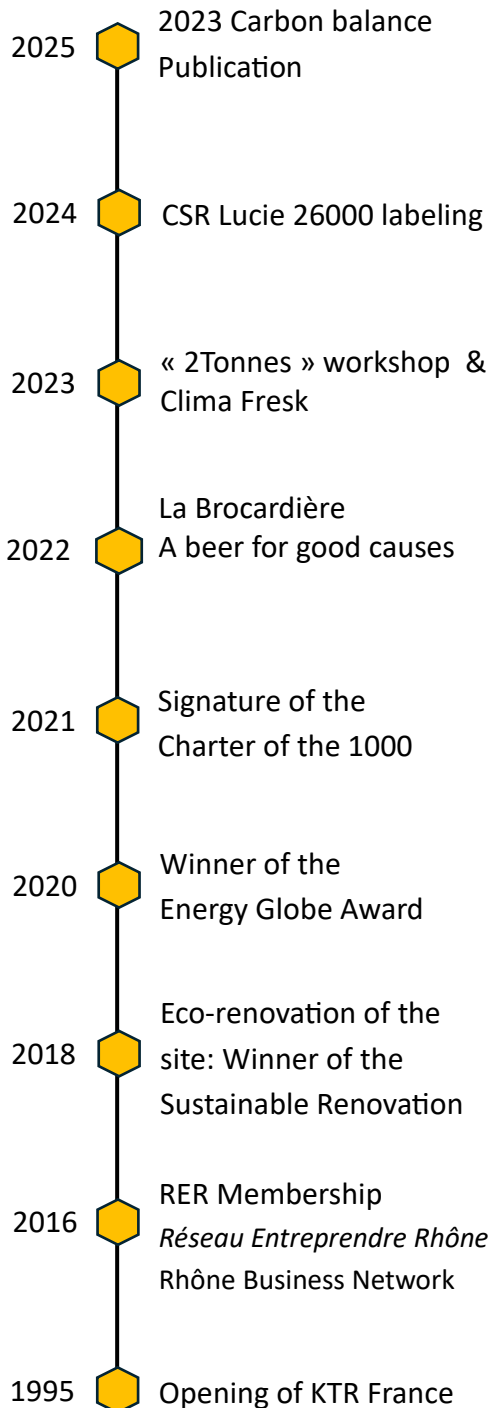 2025
2023 Carbon balance
Publication
2024
CSR Lucie 26000 labeling
2023
« 2Tonnes » workshop &
Clima Fresk
2022
La Brocardière
A beer for good causes
2021
Signature of the
Charter of the 1000
2020
Winner of the
Energy Globe Award
2018
Eco-renovation of the
site: Winner of the
Sustainable Renovation
2016
RER Membership
Réseau Entreprendre Rhône
Rhône Business Network
1995
Opening of KTR France